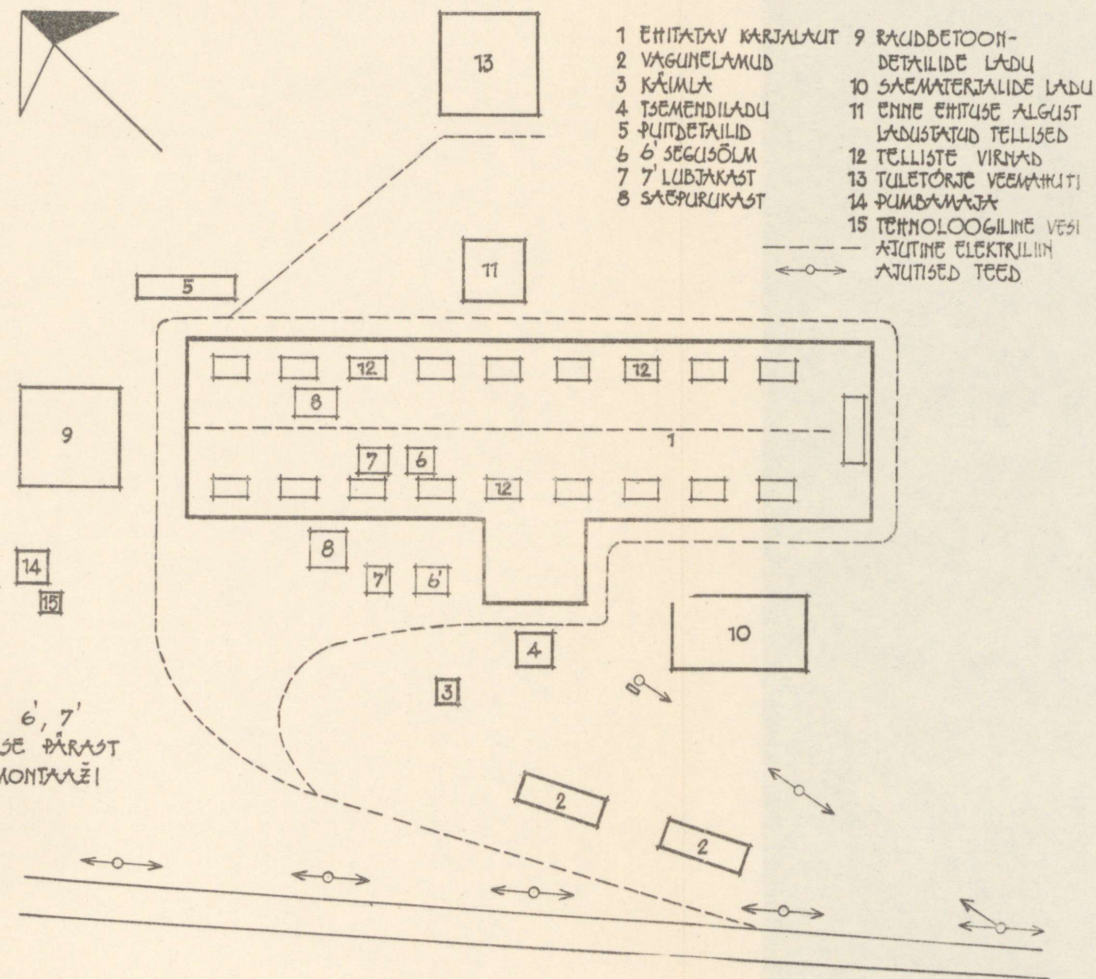 1 EHITATAV KARJALAUT
2 VAGUNELAMUD
3 KÄIMLA
4 TSEMENDILADU
5 PUITDETAILID
6 6' SEGUSÕLM
7 7' LUBJAKAST
8 SAEPURUKAST
9 RAUDBETOON-
DETAILIDE LADU
10 SAEMATERJALIDE LADU
11 ENNE EHITUSE ALGUST
LADUSTATUD TELLISED
12 TELLISTE VIRNAD
13 TULETÕRJE VEEMAHUTI
14 PUMBAMAJA
15 TEHNOLOOGILINE VESI
AJUTINE ELEKTRILIIN
AJUTISED TEED
13
11
5
12
12
8
9
1
7
6
12
8
14
7'
6'
15
10
4
3
6', 7'
SE PÄRAST
MONTAAŽI
2
2